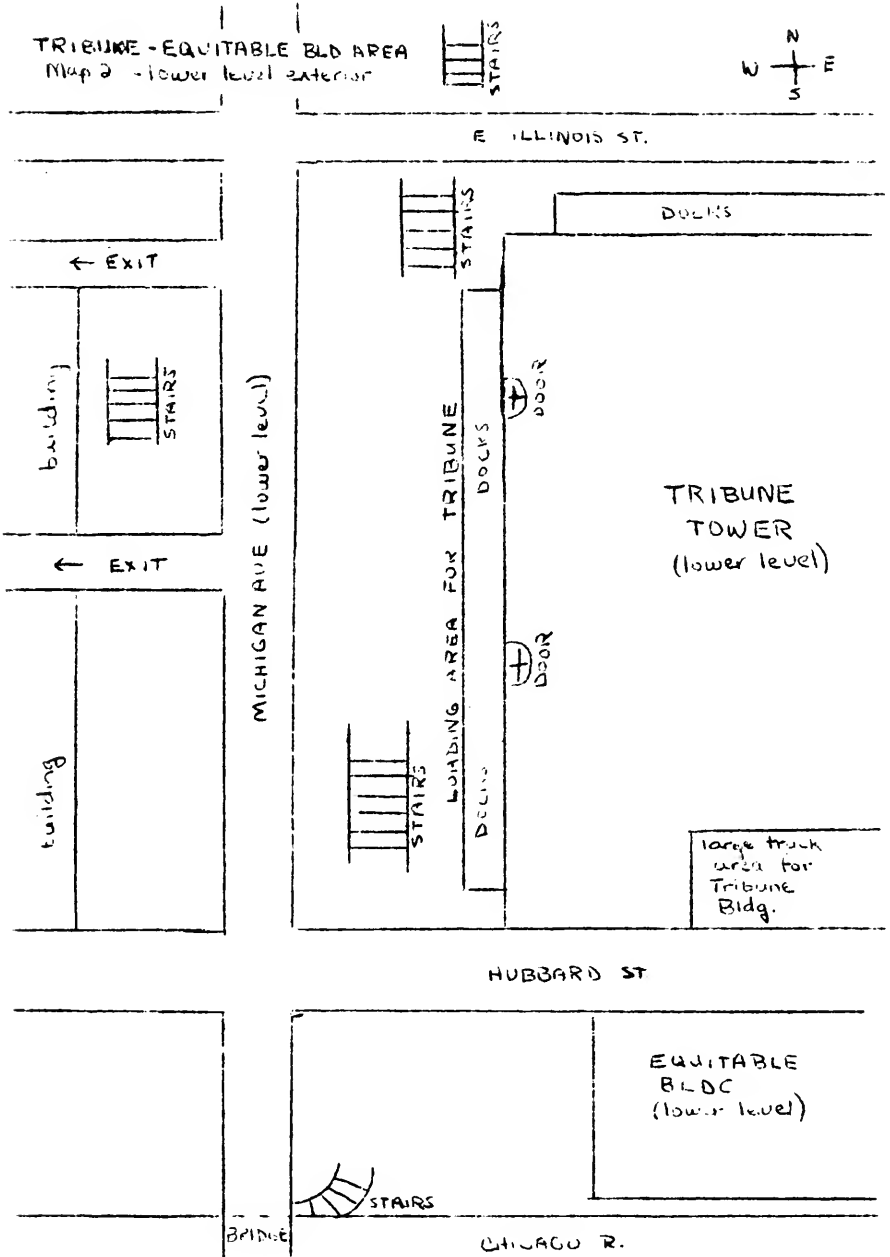 TRIBUNE - EQUITABLE BLD AREA
Map 2 - lower level exterior
STAIRS
N
W E
S
E ILLINOIS ST.
STAIRS
DOCKS
← EXIT
building
STAIRS
MICHIGAN AVE (lower level)
LOADING AREA FOR TRIBUNE
DOCKS
DOOR
TRIBUNE
TOWER
(lower level)
← EXIT
DOOR
building
STAIRS
DOCKS
large truck
area for
Tribune
Bldg.
HUBBARD ST
EQUITABLE
BLDG
(lower level)
STAIRS
BRIDGE
CHICAGO R.